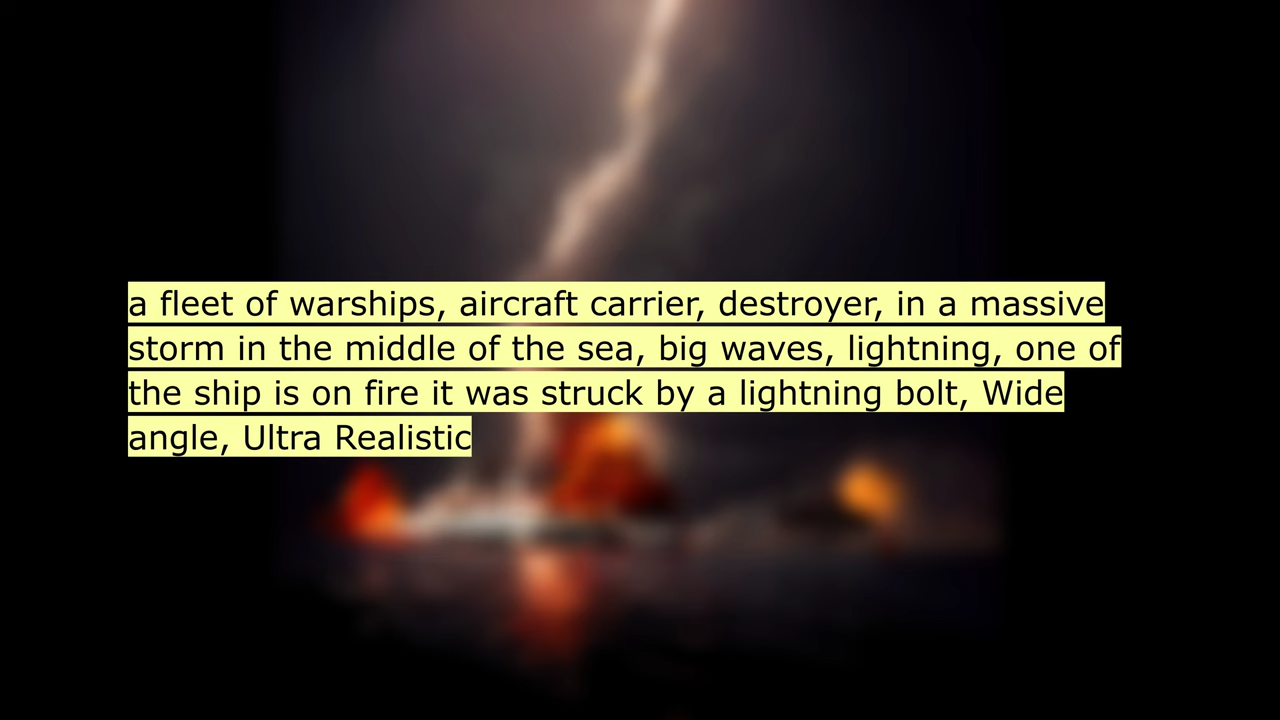 a fleet of warships, aircraft carrier, destroyer, in a massive
storm in the middle of the sea, big waves, lightning, one of
the ship is on fire it was struck by a lightning bolt, Wide
angle, Ultra Realistic